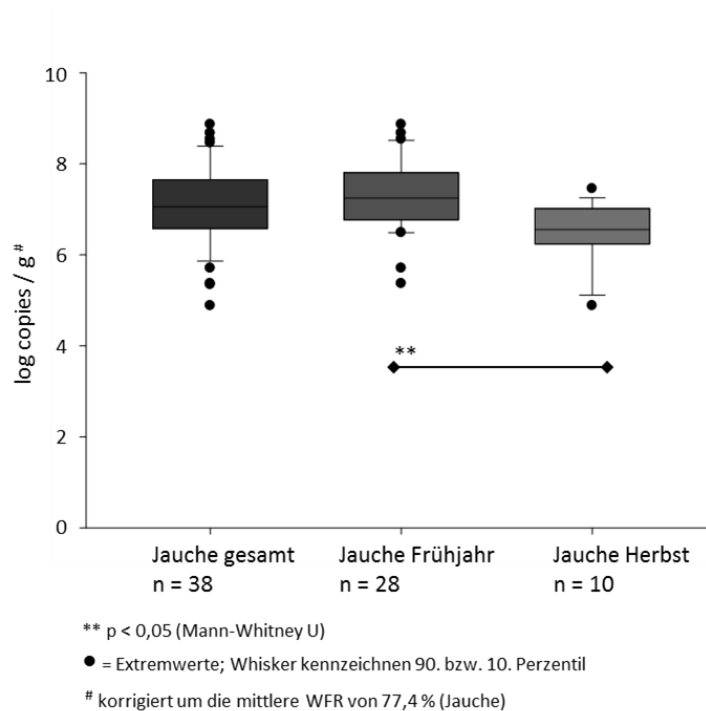 10
8
6
4
2
0
log copies / g #
**
Jauche gesamt
n = 38
Jauche Frühjahr
n = 28
Jauche Herbst
n = 10
** p < 0,05 (Mann-Whitney U)
● = Extremwerte; Whisker kennzeichnen 90. bzw. 10. Perzentil
# korrigiert um die mittlere WFR von 77,4 % (Jauche)